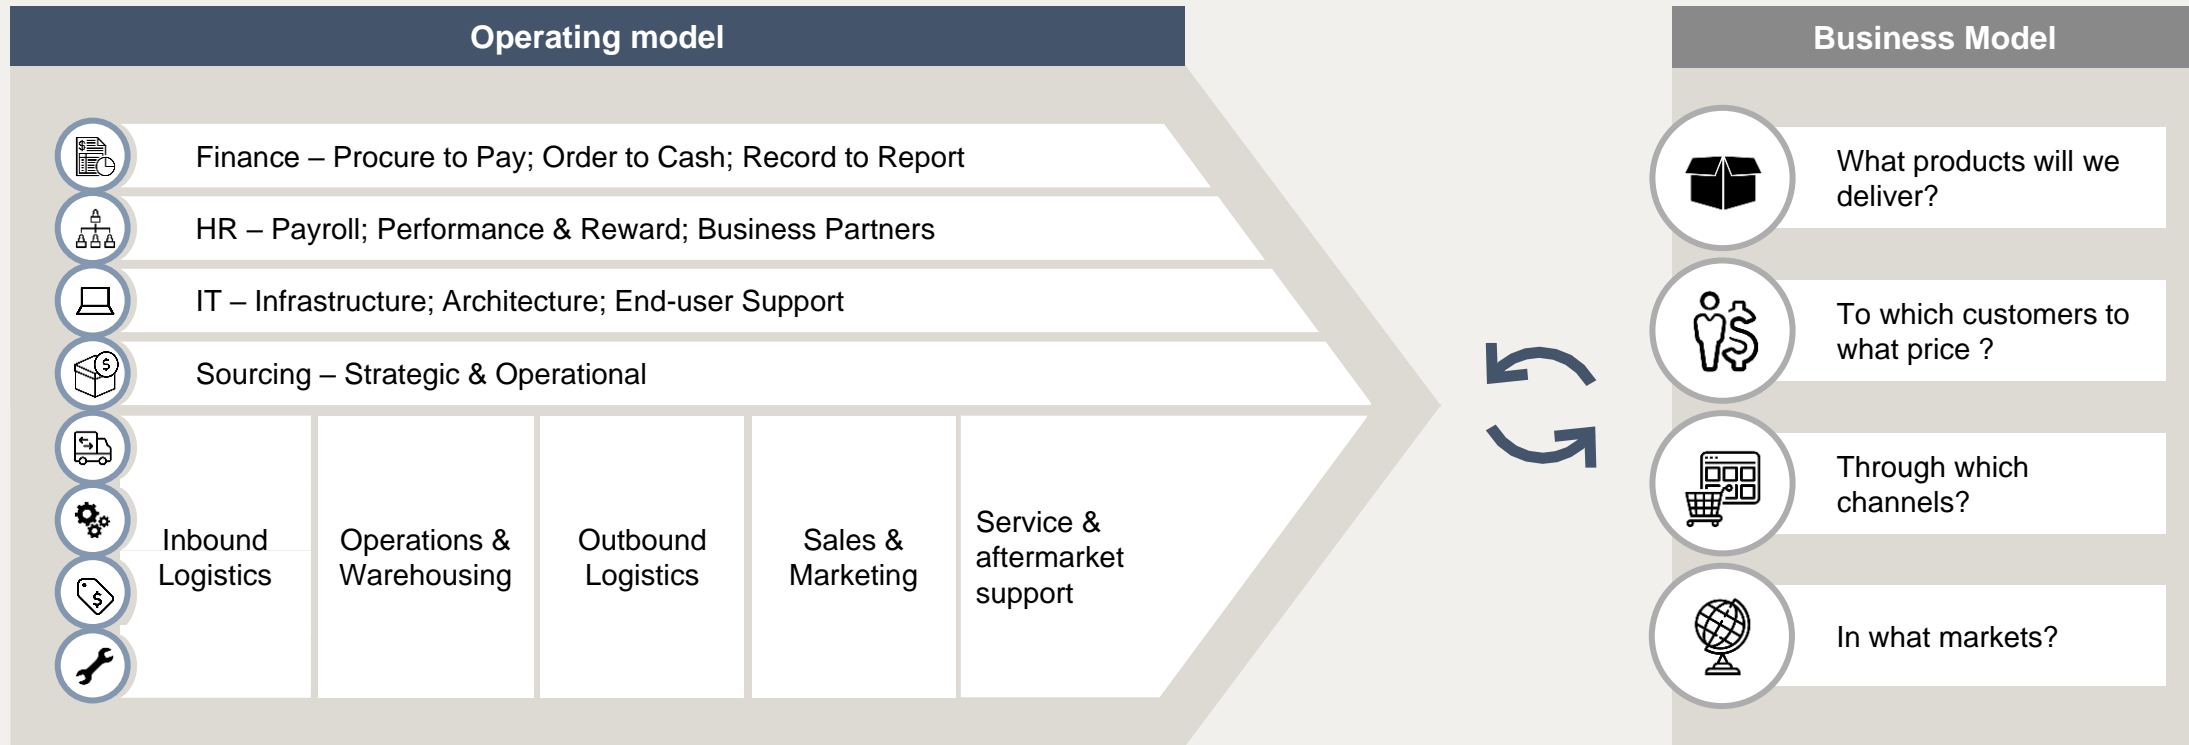 Operating model
Finance – Procure to Pay; Order to Cash; Record to Report
HR – Payroll; Performance & Reward; Business Partners
IT – Infrastructure; Architecture; End-user Support
Sourcing – Strategic & Operational
Inbound
Logistics
Operations &
Warehousing
Outbound
Logistics
Sales &
Marketing
Service &
aftermarket
support
Business Model
What products will we
deliver?
To which customers to
what price ?
Through which
channels?
In what markets?